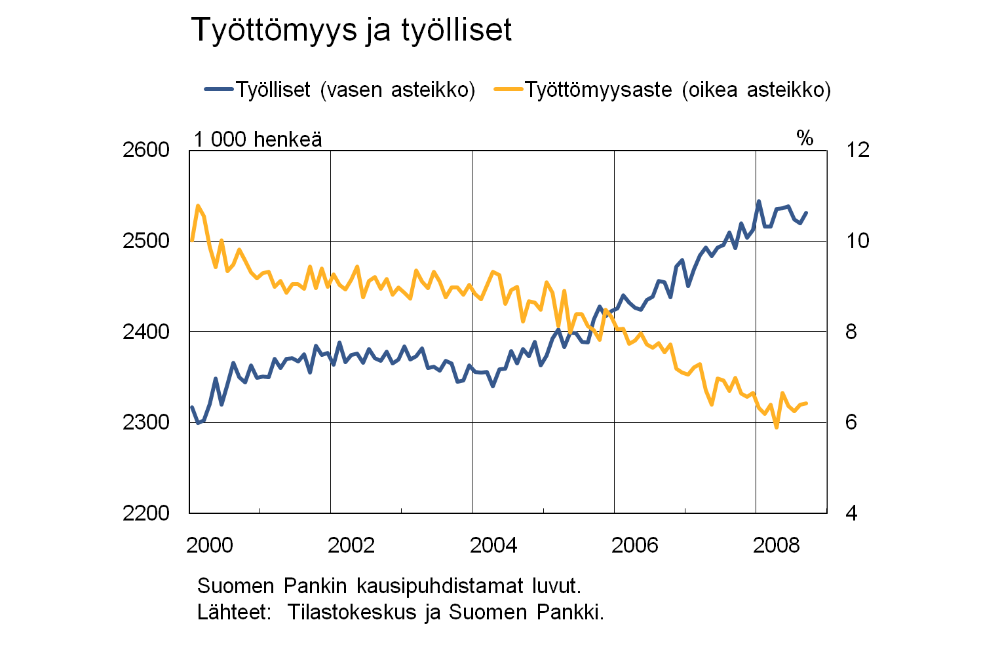 Työttömyys ja työlliset
Työlliset (vasen asteikko) Työttömyysaste (oikea asteikko)
1 000 henkeä %
2600 12
2500 10
2400 8
2300 6
2200 4
2000 2002 2004 2006 2008
Suomen Pankin kausipuhdistamat luvut.
Lähteet: Tilastokeskus ja Suomen Pankki.